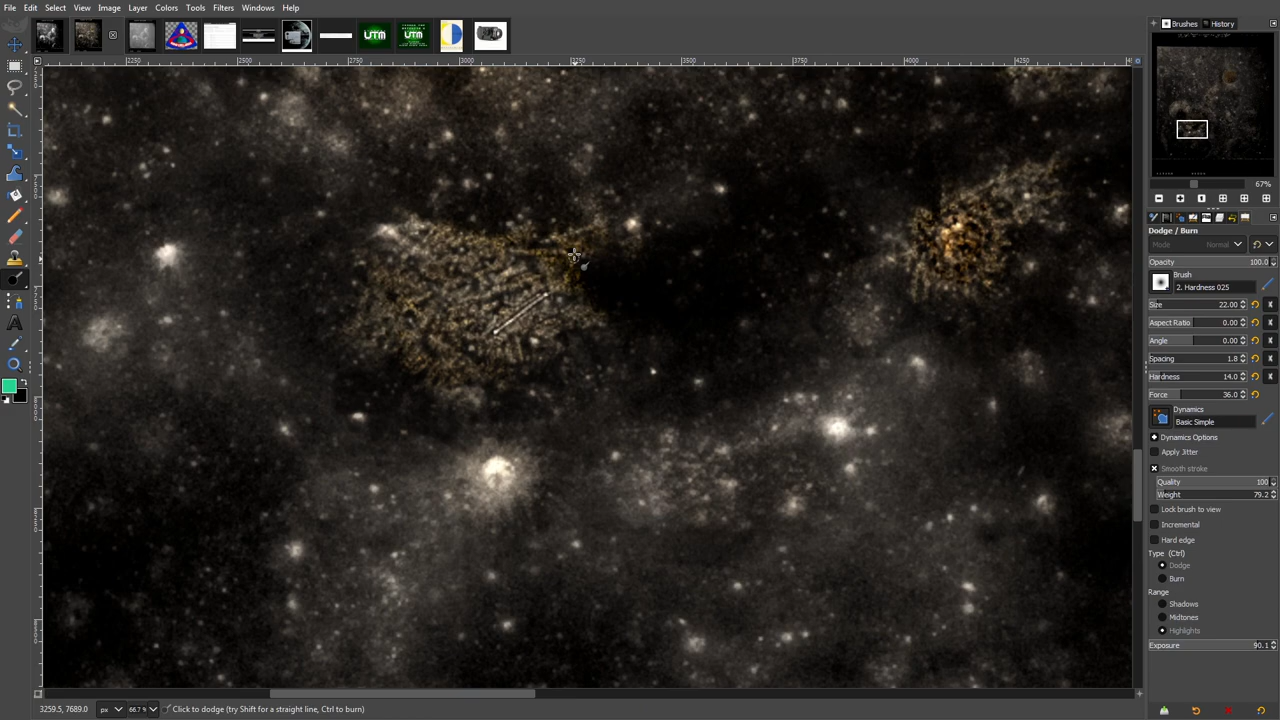 File Edit Select View Image Layer Colors Tools Filters Windows Help
UTM
UTM
Brushes
History
2250 2500 2750 3000 3250 3500 3750 4000 4250
67%
Dodge / Burn
Mode Normal
Opacity 100.0
Brush
2. Hardness 025
Size 22.00
Aspect Ratio 0.00
Angle 0.00
Spacing 1.8
Hardness 14.0
Force 36.0
Dynamics
Basic Simple
Dynamics Options
Apply Jitter
Smooth stroke
Quality 100
Weight 79.2
Lock brush to view
Incremental
Hard edge
Type (Ctrl)
Dodge
Burn
Range
Shadows
Midtones
Highlights
Exposure 90.1
3259.5, 7689.0 px 66.7 % Click to dodge (try Shift for a straight line, Ctrl to burn)